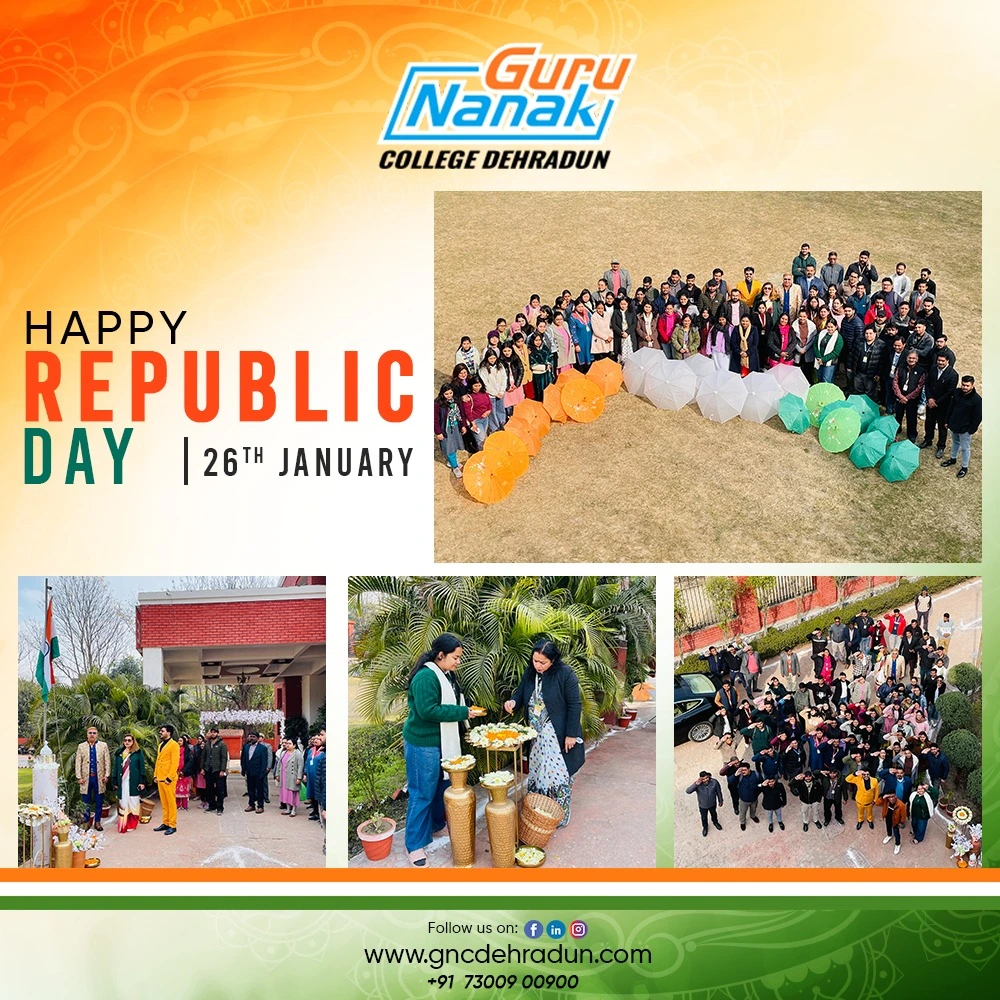 Guru
Nanak
COLLEGE DEHRADUN
HAPPY
REPUBLIC
DAY | 26TH JANUARY
Follow us on:
www.gncdehradun.com
+91 73009 00900